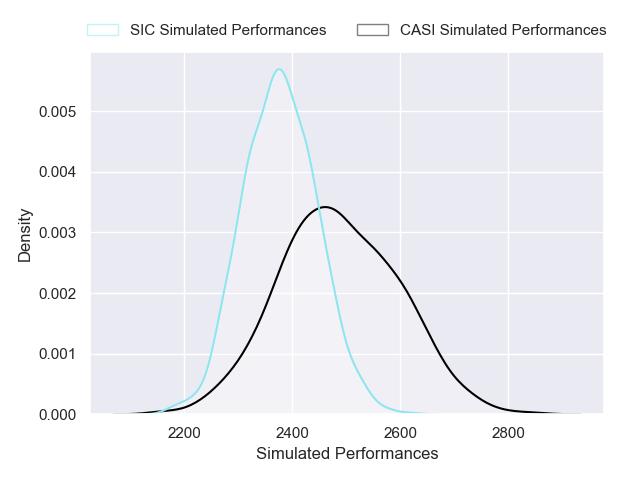 SIC Simulated Performances CASI Simulated Performances
0.005
0.004
0.003
0.002
0.001
0.000
Density
2200 2400 2600 2800
Simulated Performances